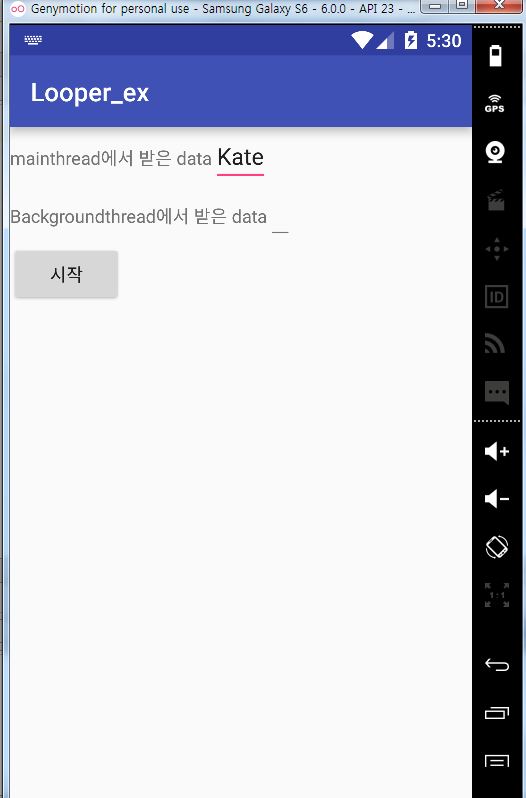 Genymotion for personal use - Samsung Galaxy S6 - 6.0.0 - API 23 - ...
5:30
Looper_ex
GPS
mainthread에서 받은 data Kate
Backgroundthread에서 받은 data
시작
ID
1:1